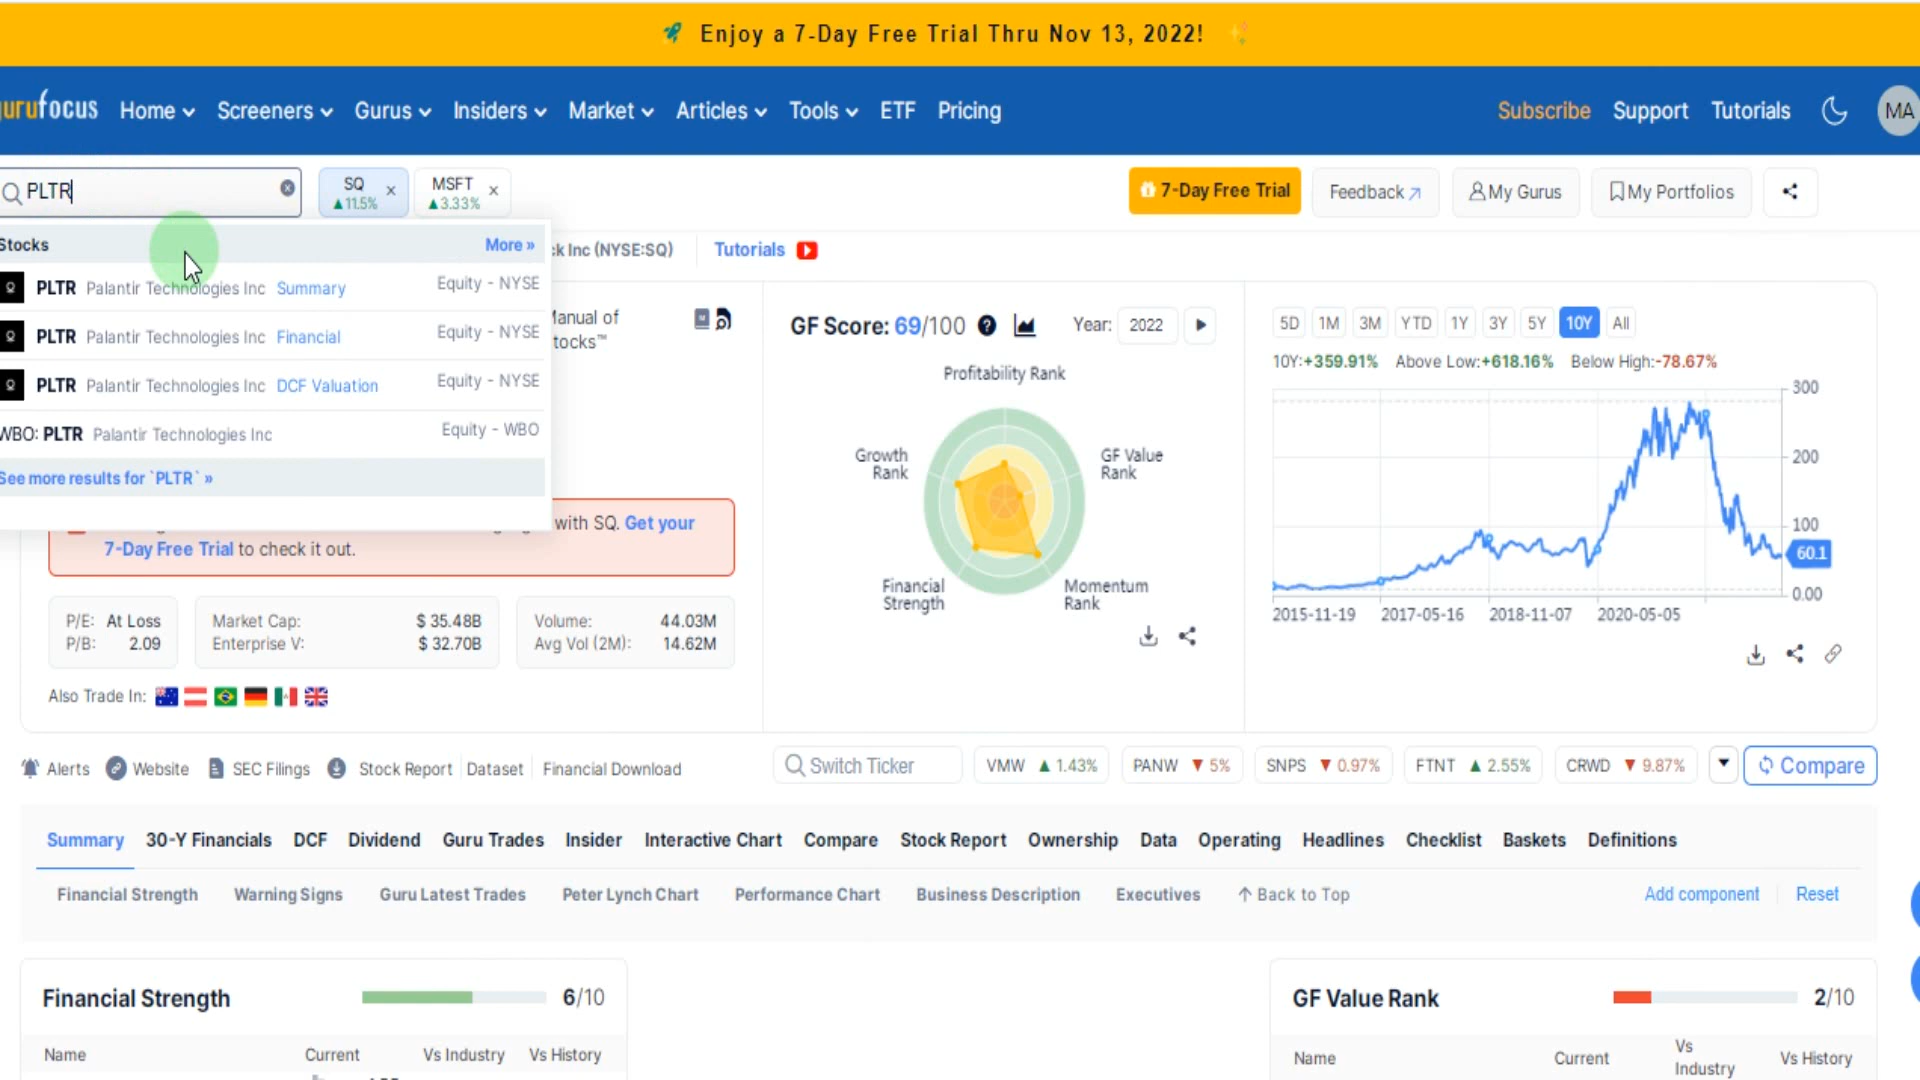 Enjoy a 7-Day Free Trial Thru Nov 13, 2022!
gurufocus Home Screeners Gurus Insiders Market Articles Tools ETF Pricing Subscribe Support Tutorials MA
PLTR SQ MSFT 7-Day Free Trial Feedback My Gurus My Portfolios
▲11.5% ▲3.33%
Stocks More » ck Inc (NYSE:SQ) Tutorials
PLTR Palantir Technologies Inc Summary Equity - NYSE
PLTR Palantir Technologies Inc Financial Equity - NYSE
PLTR Palantir Technologies Inc DCF Valuation Equity - NYSE
WBO: PLTR Palantir Technologies Inc Equity - WBO
See more results for `PLTR` »
Manual of
tocks™
with SQ. Get your
7-Day Free Trial to check it out.
P/E: At Loss
P/B: 2.09
Market Cap: $ 35.48B
Enterprise V: $ 32.70B
Volume: 44.03M
Avg Vol (2M): 14.62M
Also Trade In:
GF Score: 69/100 ? Year: 2022
Profitability Rank
Growth
Rank
GF Value
Rank
Financial
Strength
Momentum
Rank
5D 1M 3M YTD 1Y 3Y 5Y 10Y All
10Y:+359.91% Above Low:+618.16% Below High:-78.67%
300
200
100
60.1
0.00
2015-11-19 2017-05-16 2018-11-07 2020-05-05
Alerts Website SEC Filings Stock Report Dataset Financial Download Switch Ticker VMW ▲ 1.43% PANW ▼ 5% SNPS ▼ 0.97% FTNT ▲ 2.55% CRWD ▼ 9.87% Compare
Summary 30-Y Financials DCF Dividend Guru Trades Insider Interactive Chart Compare Stock Report Ownership Data Operating Headlines Checklist Baskets Definitions
Financial Strength Warning Signs Guru Latest Trades Peter Lynch Chart Performance Chart Business Description Executives ↑ Back to Top Add component Reset
Financial Strength 6/10
Name Current Vs Industry Vs History
GF Value Rank 2/10
Name Current Vs Industry Vs History